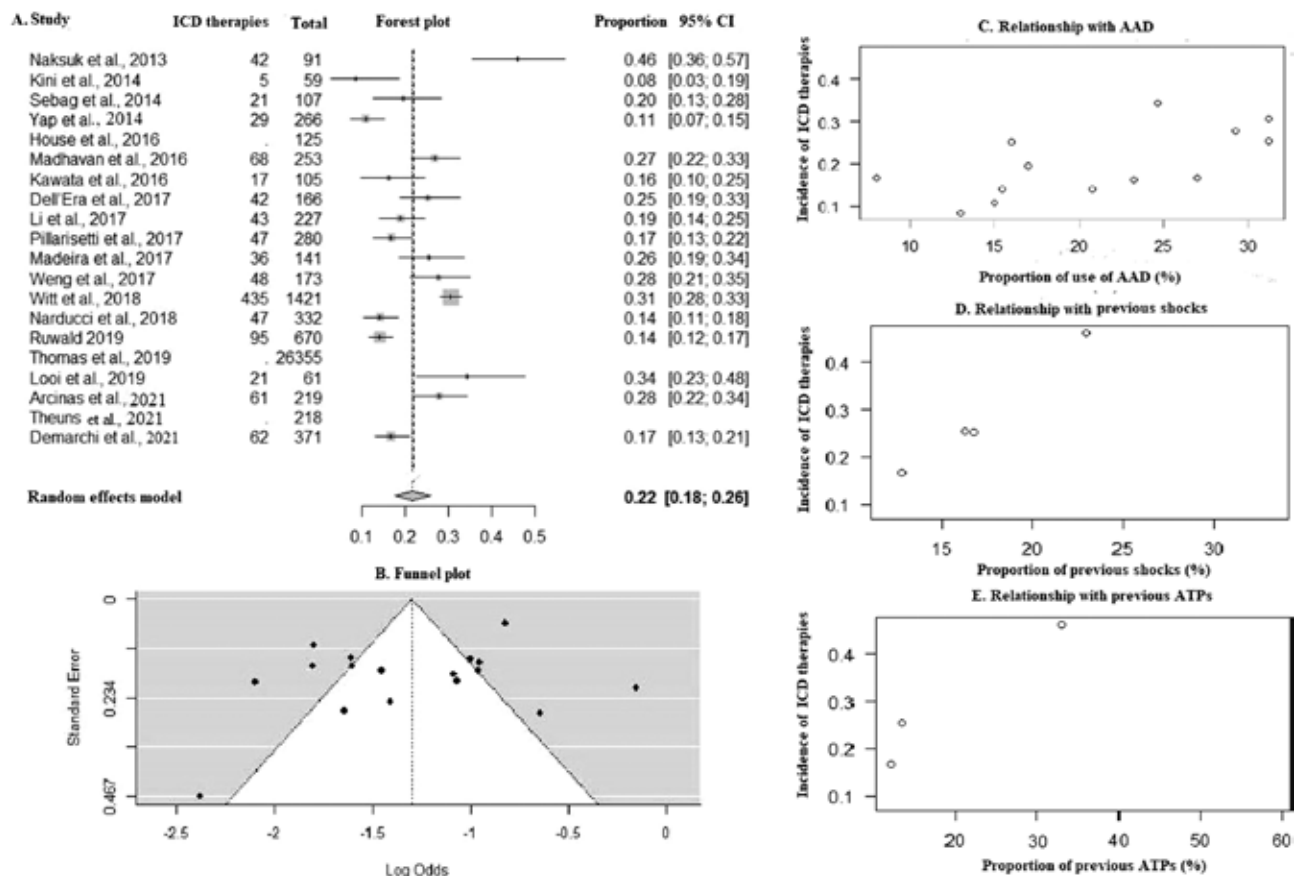 A. Study ICD therapies Total Forest plot Proportion 95% CI
Naksuk et al., 2013 42 91 0.46 [0.36; 0.57]
Kini et al., 2014 5 59 0.08 [0.03; 0.19]
Sebag et al., 2014 21 107 0.20 [0.13; 0.28]
Yap et al., 2014 29 266 0.11 [0.07; 0.15]
House et al., 2016 . 125
Madhavan et al., 2016 68 253 0.27 [0.22; 0.33]
Kawata et al., 2016 17 105 0.16 [0.10; 0.25]
Dell'Era et al., 2017 42 166 0.25 [0.19; 0.33]
Li et al., 2017 43 227 0.19 [0.14; 0.25]
Pillarisetti et al., 2017 47 280 0.17 [0.13; 0.22]
Madeira et al., 2017 36 141 0.26 [0.19; 0.34]
Weng et al., 2017 48 173 0.28 [0.21; 0.35]
Witt et al., 2018 435 1421 0.31 [0.28; 0.33]
Narducci et al., 2018 47 332 0.14 [0.11; 0.18]
Ruwald 2019 95 670 0.14 [0.12; 0.17]
Thomas et al., 2019 . 26355
Looi et al., 2019 21 61 0.34 [0.23; 0.48]
Arcinas et al., 2021 61 219 0.28 [0.22; 0.34]
Theuns et al., 2021 . 218
Demarchi et al., 2021 62 371 0.17 [0.13; 0.21]
Random effects model 0.22 [0.18; 0.26]
0.1 0.2 0.3 0.4 0.5
B. Funnel plot
Standard Error
0
0.234
0.467
-2.5 -2 -1.5 -1 -0.5 0
Log Odds
C. Relationship with AAD
Incidence of ICD therapies
0.4
0.3
0.2
0.1
10 15 20 25 30
Proportion of use of AAD (%)
D. Relationship with previous shocks
Incidence of ICD therapies
0.4
0.3
0.2
0.1
15 20 25 30
Proportion of previous shocks (%)
E. Relationship with previous ATPs
Incidence of ICD therapies
0.4
0.3
0.2
0.1
20 30 40 50 60
Proportion of previous ATPs (%)